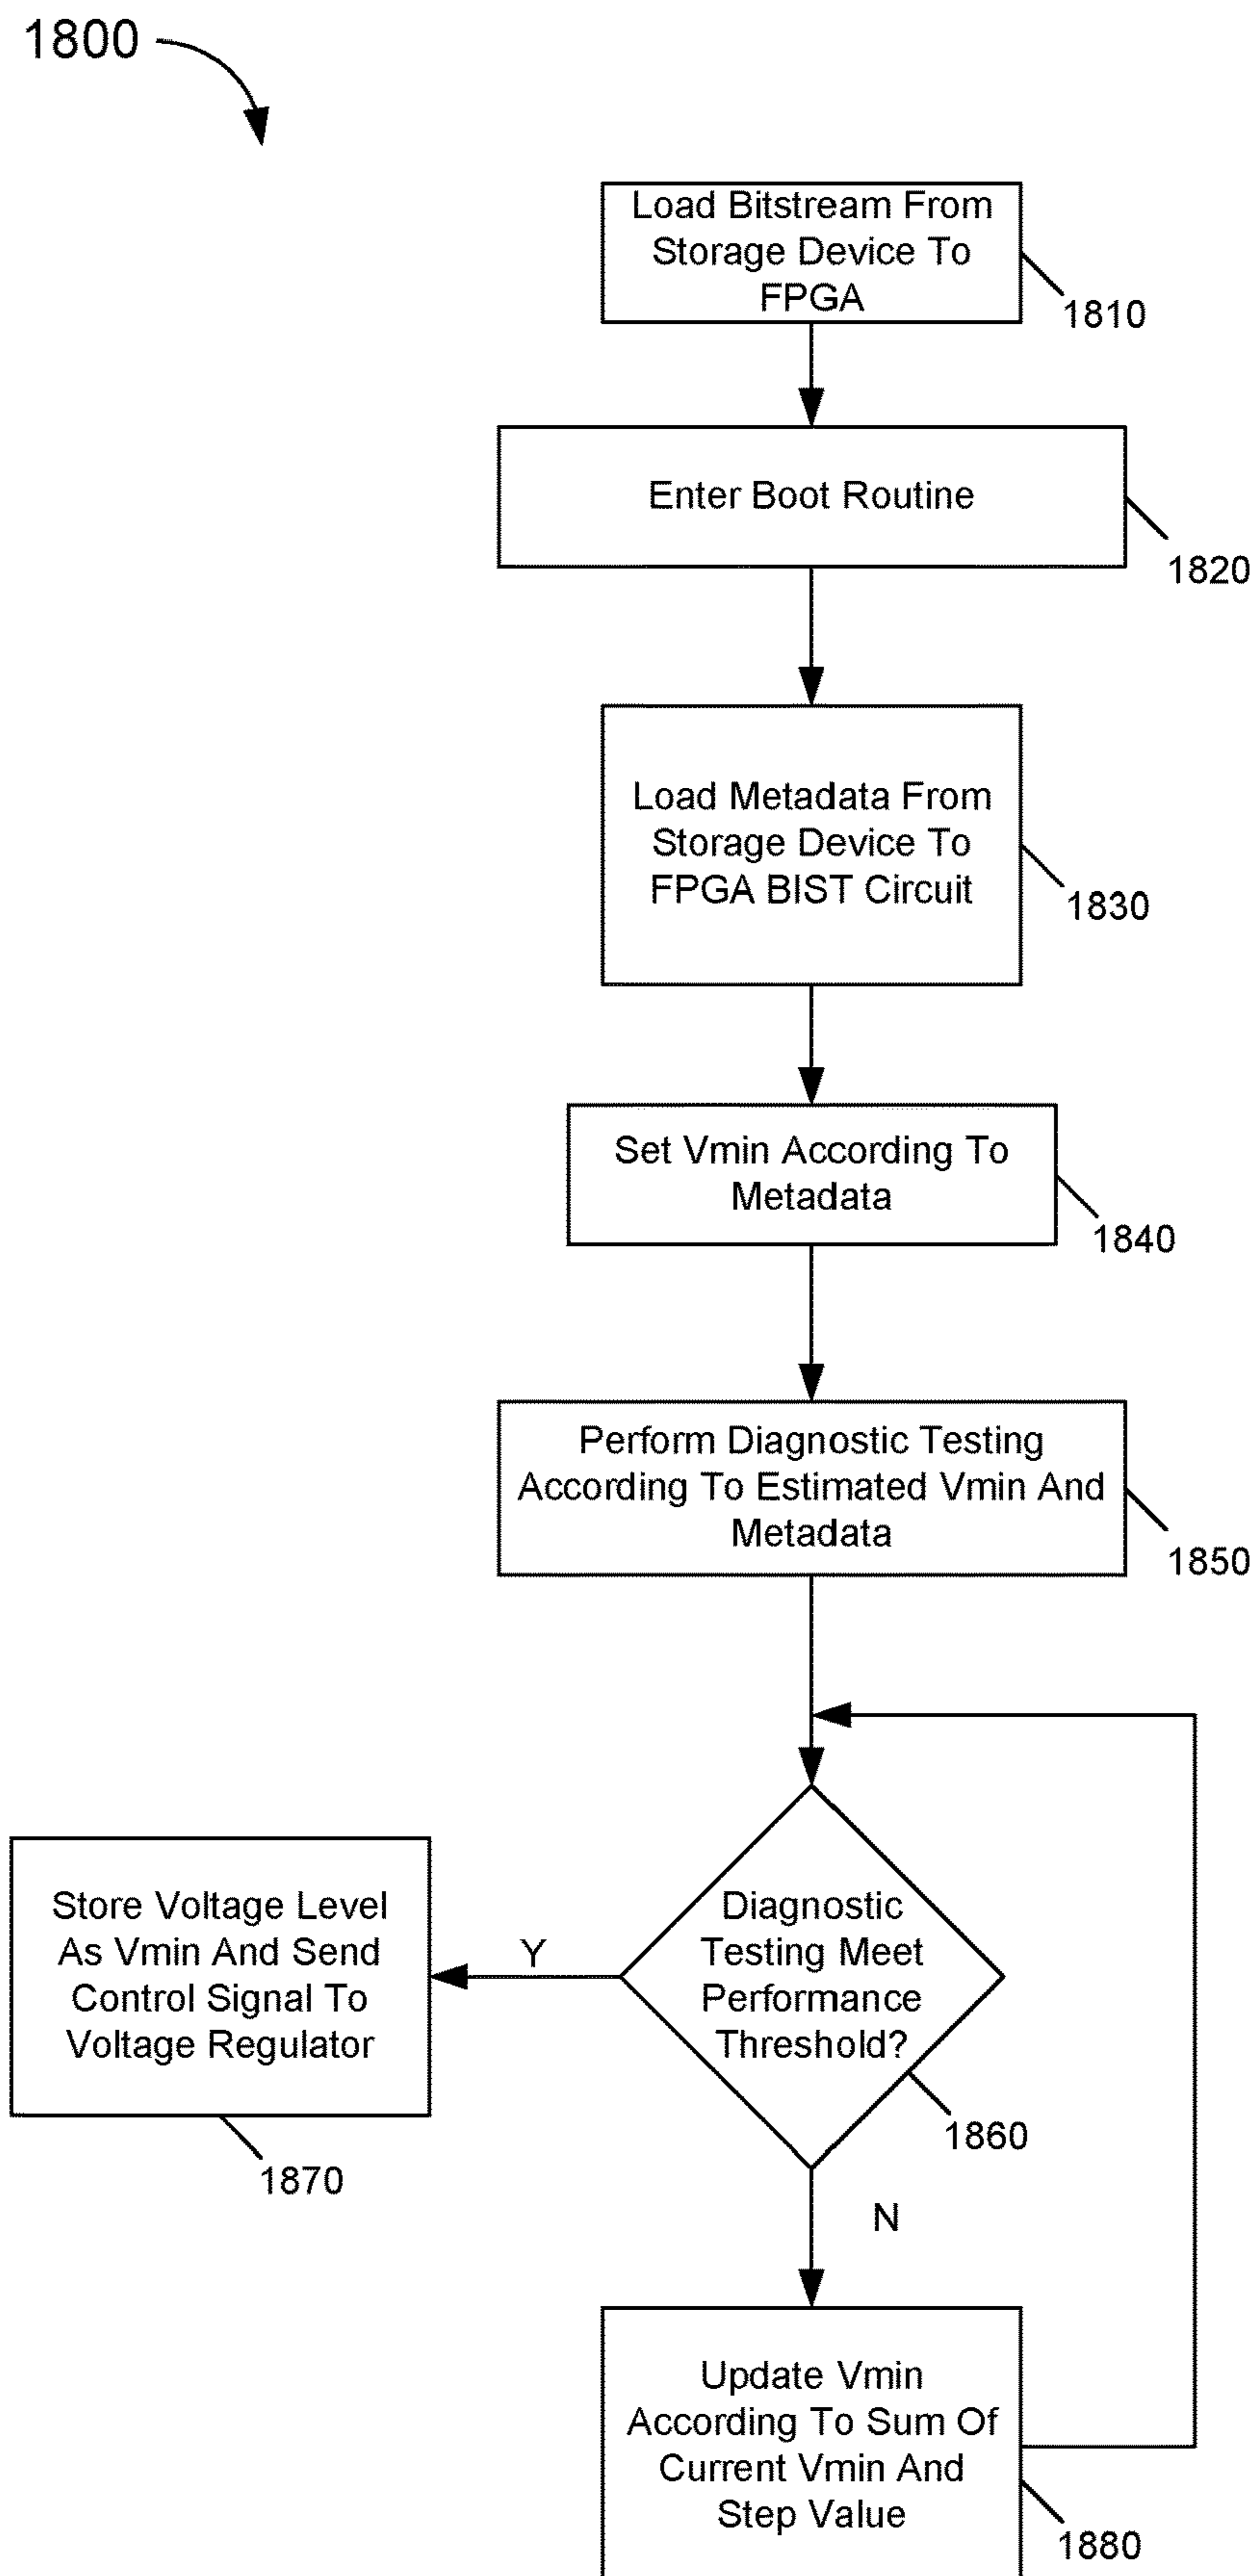 1800
Load Bitstream From
Storage Device To
FPGA
1810
Enter Boot Routine
1820
Load Metadata From
Storage Device To
FPGA BIST Circuit
1830
Set Vmin According To
Metadata
1840
Perform Diagnostic Testing
According To Estimated Vmin And
Metadata
1850
Diagnostic
Testing Meet
Performance
Threshold?
1860
Y
Store Voltage Level
As Vmin And Send
Control Signal To
Voltage Regulator
1870
N
Update Vmin
According To Sum Of
Current Vmin And
Step Value
1880